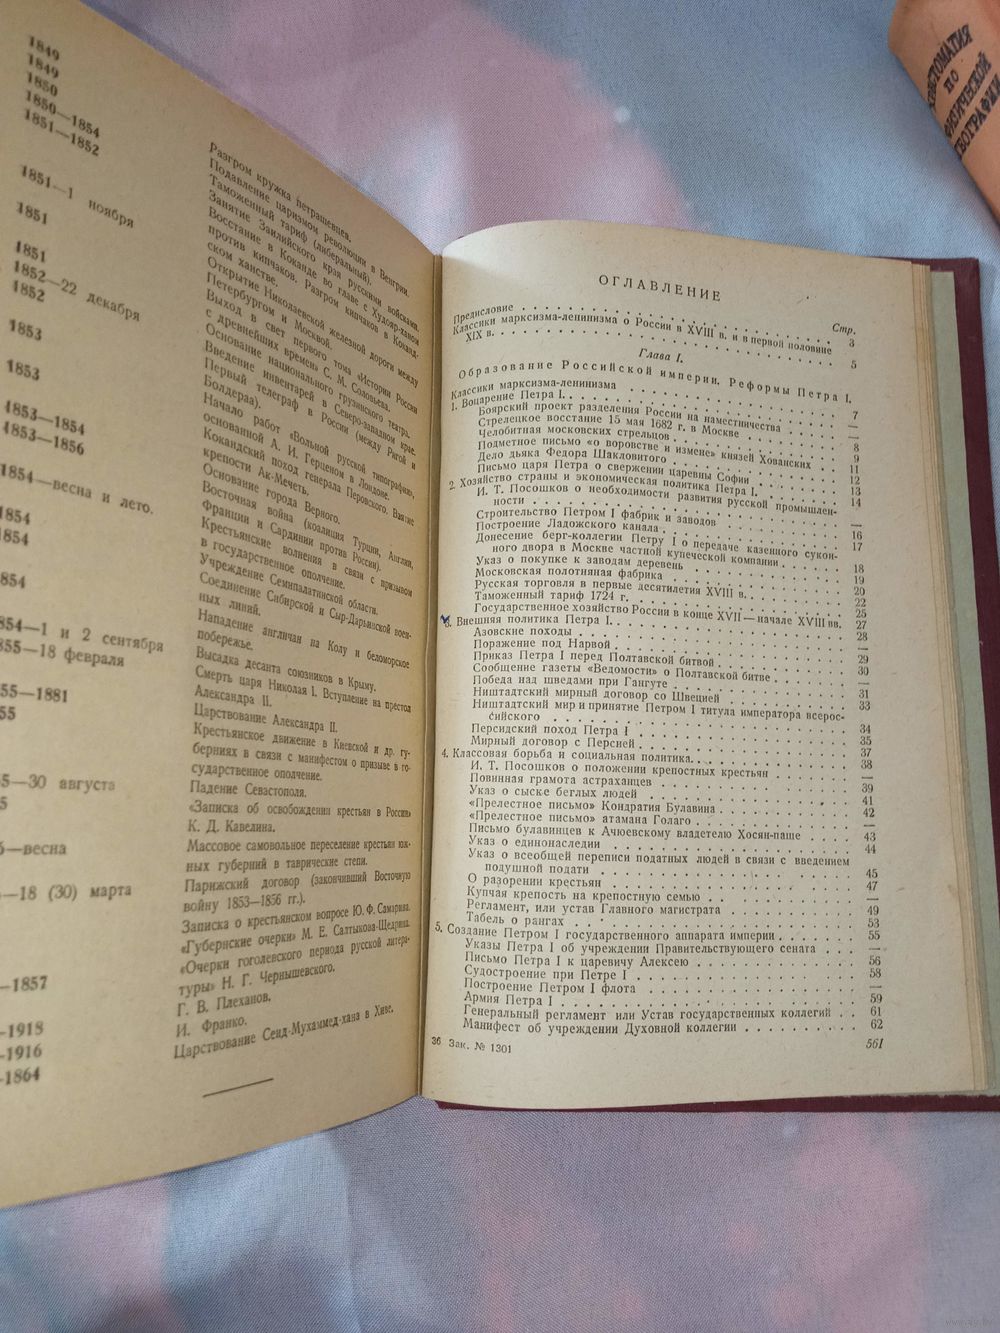 1849
1849
1850
1850—1854
1851—1852
1851—1 ноября
1851
1851
1852—22 декабря
1852
1853
1853
1853—1854
1853—1856
1854—весна и лето.
1854
1854
1854
1854—1 и 2 сентября
1855—18 февраля
55—1881
55
5—30 августа
5
6—весна
—18 (30) марта
—1857
—1918
—1916
—1864
Разгром кружка петрашевцев.
Подавление царизмом революции в Венгрии.
Таможенный тариф (либеральный).
Занятие Заилийского края русскими войсками.
Восстание в Коканде во главе с Худояр-ханом
против кипчаков. Разгром кипчаков в Коканд-
ском ханстве.
Открытие Николаевской железной дороги между
Петербургом и Москвой.
Выход в свет первого тома «Истории России
с древнейших времен» С. М. Соловьева.
Основание национального грузинского театра.
Введение инвентарей в Северо-западном крае.
Первый телеграф в России (между Ригой и
Болдераа).
Начало работ «Вольной русской типографии,
основанной А. И. Герценом в Лондоне.
Кокандский поход генерала Перовского. Взятие
крепости Ак-Мечеть.
Основание города Верного.
Восточная война (коалиция Турции, Англии,
Франции и Сардинии против России).
Крестьянские волнения в связи с призывом
в государственное ополчение.
Учреждение Семипалатинской области.
Соединение Сибирской и Сыр-Дарьинской воен-
ных линий.
Нападение англичан на Колу и беломорское
побережье.
Высадка десанта союзников в Крыму.
Смерть царя Николая I. Вступление на престол
Александра II.
Царствование Александра II.
Крестьянское движение в Киевской и др. гу-
берниях в связи с манифестом о призыве в го-
сударственное ополчение.
Падение Севастополя.
«Записка об освобождении крестьян в России»
К. Д. Кавелина.
Массовое самовольное переселение крестьян юж-
ных губерний в таврические степи.
Парижский договор (закончивший Восточную
войну 1853—1856 гг.).
Записка о крестьянском вопросе Ю. Ф. Самарина.
«Губернские очерки» М. Е. Салтыкова-Щедрина.
«Очерки гоголевского периода русской литера-
туры» Н. Г. Чернышевского.
Г. В. Плеханов.
И. Франко.
Царствование Сеид-Мухаммед-хана в Хиве.
ОГЛАВЛЕНИЕ
Стр.
Предисловие . . . 3
Классики марксизма-ленинизма о России в XVIII в. и в первой половине
XIX в. . . . 5
Глава I.
Образование Российской империи. Реформы Петра I.
Классики марксизма-ленинизма . . . 7
1. Воцарение Петра I. . . . —
Боярский проект разделения России на наместничества . . . —
Стрелецкое восстание 15 мая 1682 г. в Москве . . . 8
Челобитная московских стрельцов . . . 9
Подметное письмо «о воровстве и измене» князей Хованских . . 11
Дело дьяка Федора Шакловитого . . . 12
Письмо царя Петра о свержении царевны Софии . . . 13
2. Хозяйство страны и экономическая политика Петра I. . . . 14
И. Т. Посошков о необходимости развития русской промышлен-
ности . . . —
Строительство Петром I фабрик и заводов . . . 16
Построение Ладожского канала . . . 17
Донесение берг-коллегии Петру I о передаче казенного сукон-
ного двора в Москве частной купеческой компании . . . 18
Указ о покупке к заводам деревень . . . 19
Московская полотняная фабрика . . . 20
Русская торговля в первые десятилетия XVIII в. . . . 22
Таможенный тариф 1724 г. . . . 25
Государственное хозяйство России в конце XVII — начале XVIII вв. 27
3. Внешняя политика Петра I. . . . 28
Азовские походы . . . —
Поражение под Нарвой . . . 29
Приказ Петра I перед Полтавской битвой . . . 30
Сообщение газеты «Ведомости» о Полтавской битве . . . —
Победа над шведами при Гангуте . . . 31
Ништадтский мирный договор со Швецией . . . 33
Ништадтский мир и принятие Петром I титула императора всерос-
сийского . . . 34
Персидский поход Петра I . . . 35
Мирный договор с Персией . . . 37
4. Классовая борьба и социальная политика. . . . 38
И. Т. Посошков о положении крепостных крестьян . . . —
Повинная грамота астраханцев . . . 39
Указ о сыске беглых людей . . . 41
«Прелестное письмо» Кондратия Булавина . . . 42
«Прелестное письмо» атамана Голаго . . . —
Письмо булавинцев к Ачюевскому владетелю Хосян-паше . . . 43
Указ о единонаследии . . . 44
Указ о всеобщей переписи податных людей в связи с введением
подушной подати . . . 45
О разорении крестьян . . . 47
Купчая крепость на крепостную семью . . . —
Регламент, или устав Главного магистрата . . . 49
Табель о рангах . . . 53
5. Создание Петром I государственного аппарата империи . . . 55
Указы Петра I об учреждении Правительствующего сената . . . —
Письмо Петра I к царевичу Алексею . . . 56
Судостроение при Петре I . . . 58
Построение Петром I флота . . . —
Армия Петра I . . . 59
Генеральный регламент или Устав государственных коллегий . . 61
Манифест об учреждении Духовной коллегии . . . 62
36 Зак. № 1301
561
ХРЕСТОМАТИЯ
ПО
ФИЗИЧЕСКОЙ
ГЕОГРАФИИ